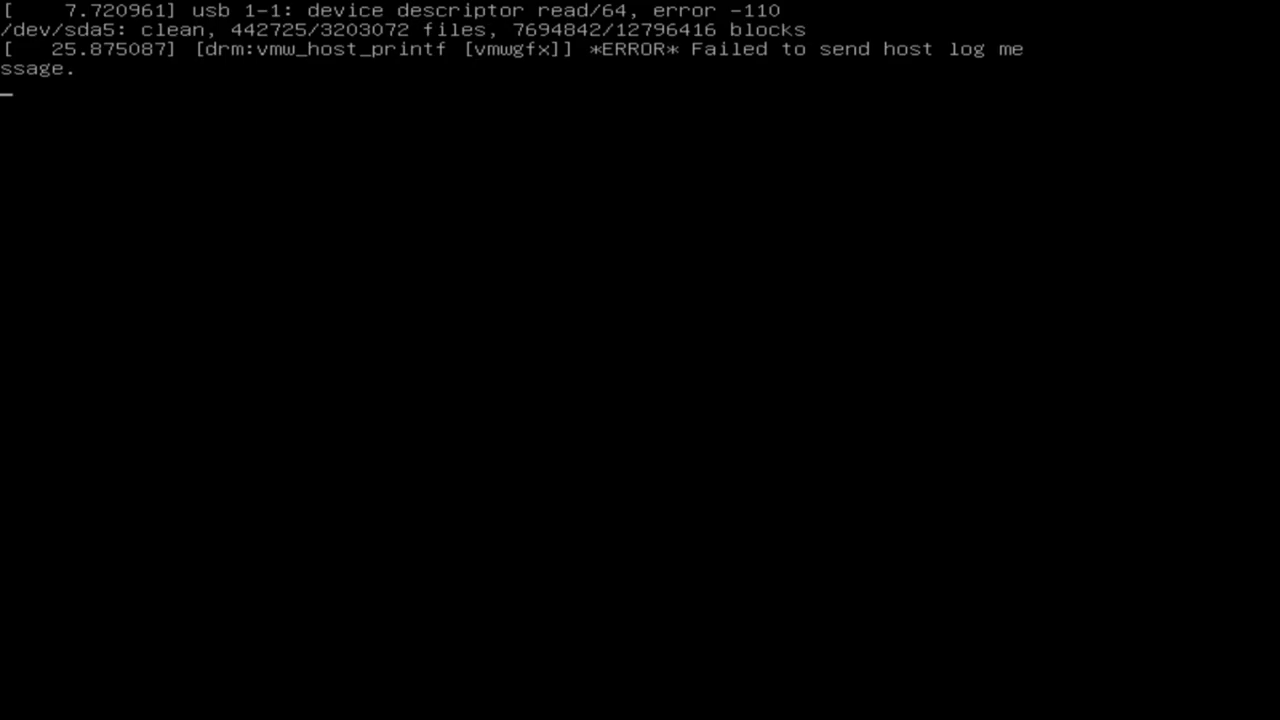 [    7.720961] usb 1-1: device descriptor read/64, error -110
/dev/sda5: clean, 442725/3203072 files, 7694842/12796416 blocks
[   25.875087] [drm:vmw_host_printf [vmwgfx]] *ERROR* Failed to send host log me
ssage.